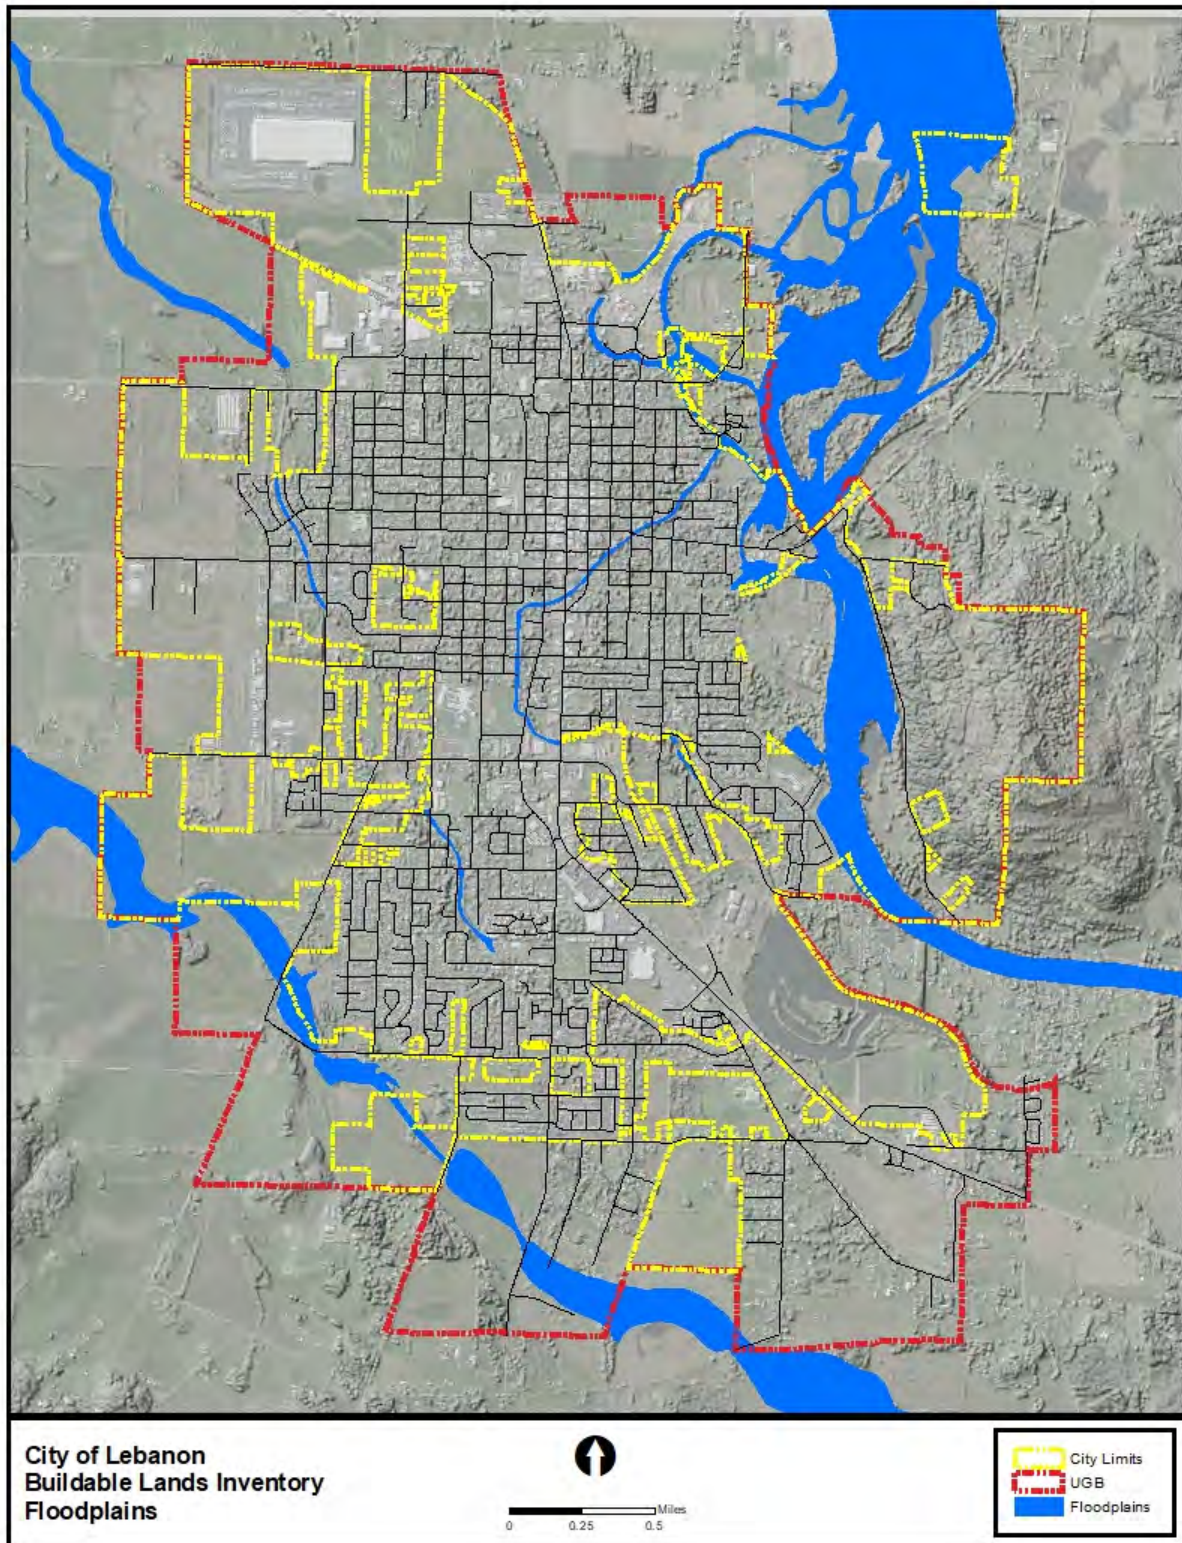 City of Lebanon
Buildable Lands Inventory
Floodplains
Miles
0 0.25 0.5
City Limits
UGB
Floodplains